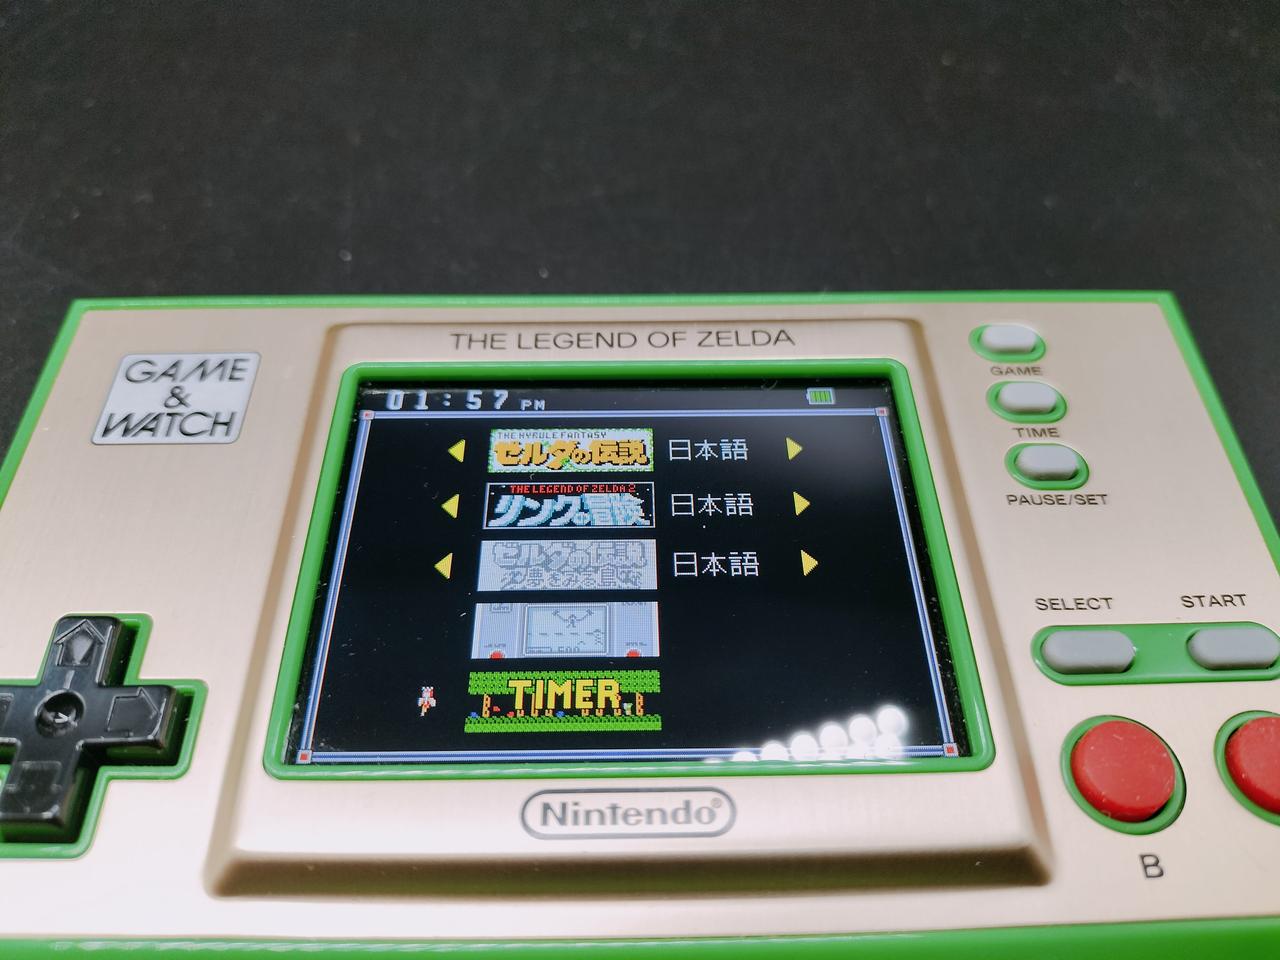 THE LEGEND OF ZELDA
GAME
&
WATCH
01:57 PM
THE HYRULE FANTASY
ゼルダの伝説
日本語
THE LEGEND OF ZELDA 2
リンクの冒険
日本語
ゼルダの伝説
夢をみる島
日本語
TIMER
Nintendo®
GAME
TIME
PAUSE/SET
SELECT
START
B